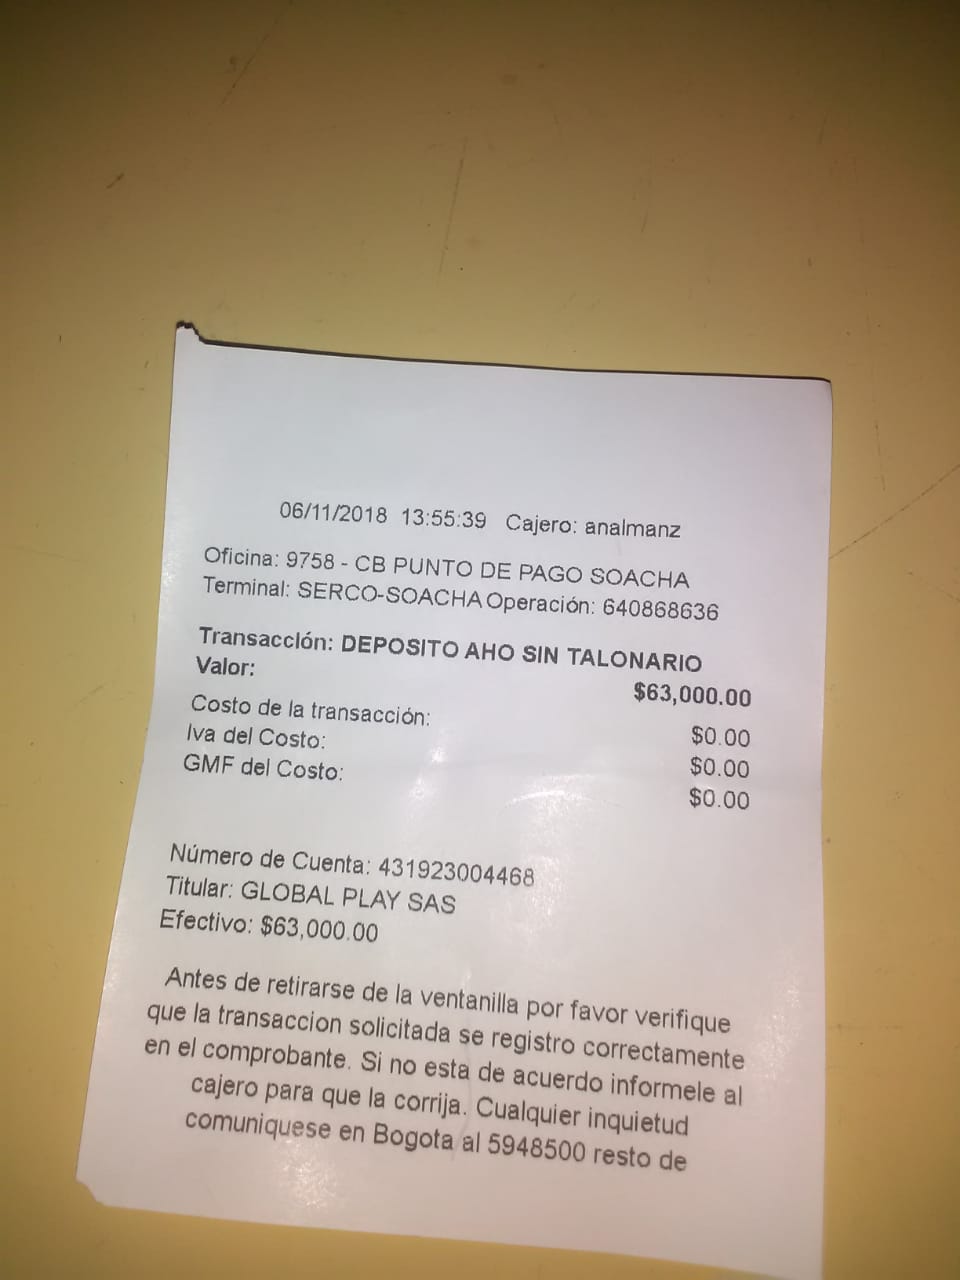 06/11/2018 13:55:39 Cajero: analmanz
Oficina: 9758 - CB PUNTO DE PAGO SOACHA
Terminal: SERCO-SOACHA Operación: 640868636
Transacción: DEPOSITO AHO SIN TALONARIO
Valor: $63,000.00
Costo de la transacción: $0.00
Iva del Costo: $0.00
GMF del Costo: $0.00
Número de Cuenta: 431923004468
Titular: GLOBAL PLAY SAS
Efectivo: $63,000.00
Antes de retirarse de la ventanilla por favor verifique
que la transaccion solicitada se registro correctamente
en el comprobante. Si no esta de acuerdo informele al
cajero para que la corrija. Cualquier inquietud
comuniquese en Bogota al 5948500 resto de